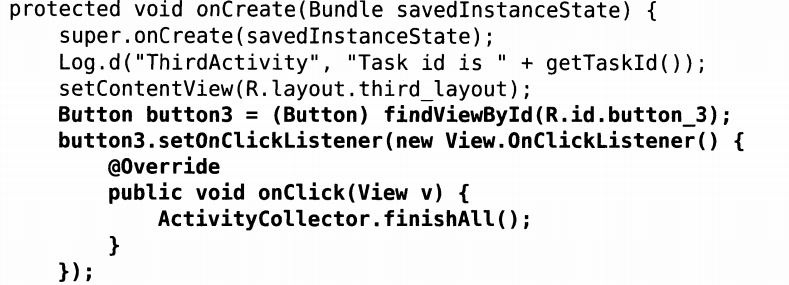 protected void onCreate(Bundle savedInstanceState) {
    super.onCreate(savedInstanceState);
    Log.d("ThirdActivity", "Task id is " + getTaskId());
    setContentView(R.layout.third_layout);
    Button button3 = (Button) findViewById(R.id.button_3);
    button3.setOnClickListener(new View.OnClickListener() {
        @Override
        public void onClick(View v) {
            ActivityCollector.finishAll();
        }
    });